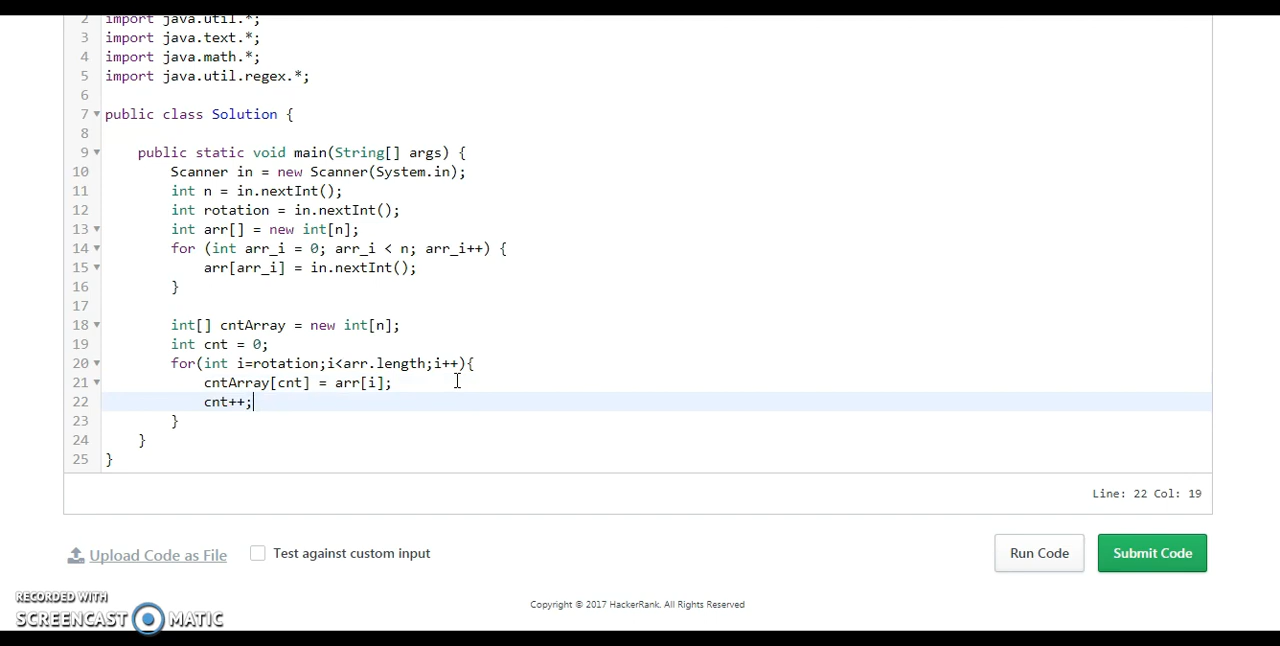 2 import java.util.*;
3 import java.text.*;
4 import java.math.*;
5 import java.util.regex.*;
6
7 public class Solution {
8
9 public static void main(String[] args) {
10 Scanner in = new Scanner(System.in);
11 int n = in.nextInt();
12 int rotation = in.nextInt();
13 int arr[] = new int[n];
14 for (int arr_i = 0; arr_i < n; arr_i++) {
15 arr[arr_i] = in.nextInt();
16 }
17
18 int[] cntArray = new int[n];
19 int cnt = 0;
20 for(int i=rotation;i<arr.length;i++){
21 cntArray[cnt] = arr[i];
22 cnt++;
23 }
24 }
25 }
Line: 22 Col: 19
Upload Code as File Test against custom input Run Code Submit Code
Copyright © 2017 HackerRank. All Rights Reserved
RECORDED WITH
SCREENCAST MATIC